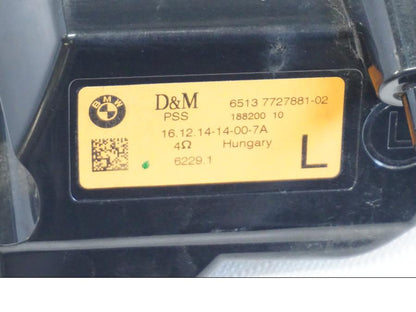 BMW
D&M 6513 7727881-02
PSS 188200 10
16.12.14-14-00-7A
4Ω Hungary
6229.1
L
L